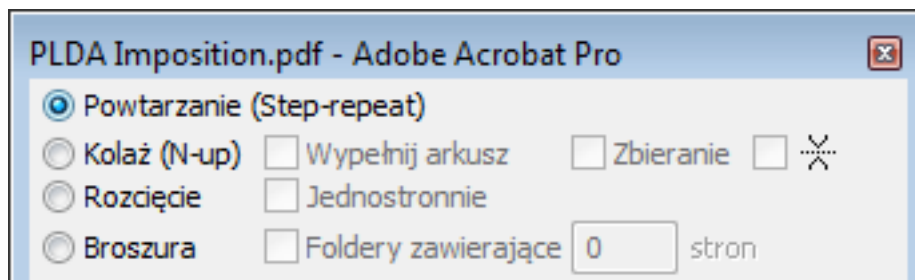 PLDA Imposition.pdf - Adobe Acrobat Pro
Powtarzanie (Step-repeat)
Kolaż (N-up) Wypełnij arkusz Zbieranie
Rozcięcie Jednostronnie
Broszura Foldery zawierające 0 stron